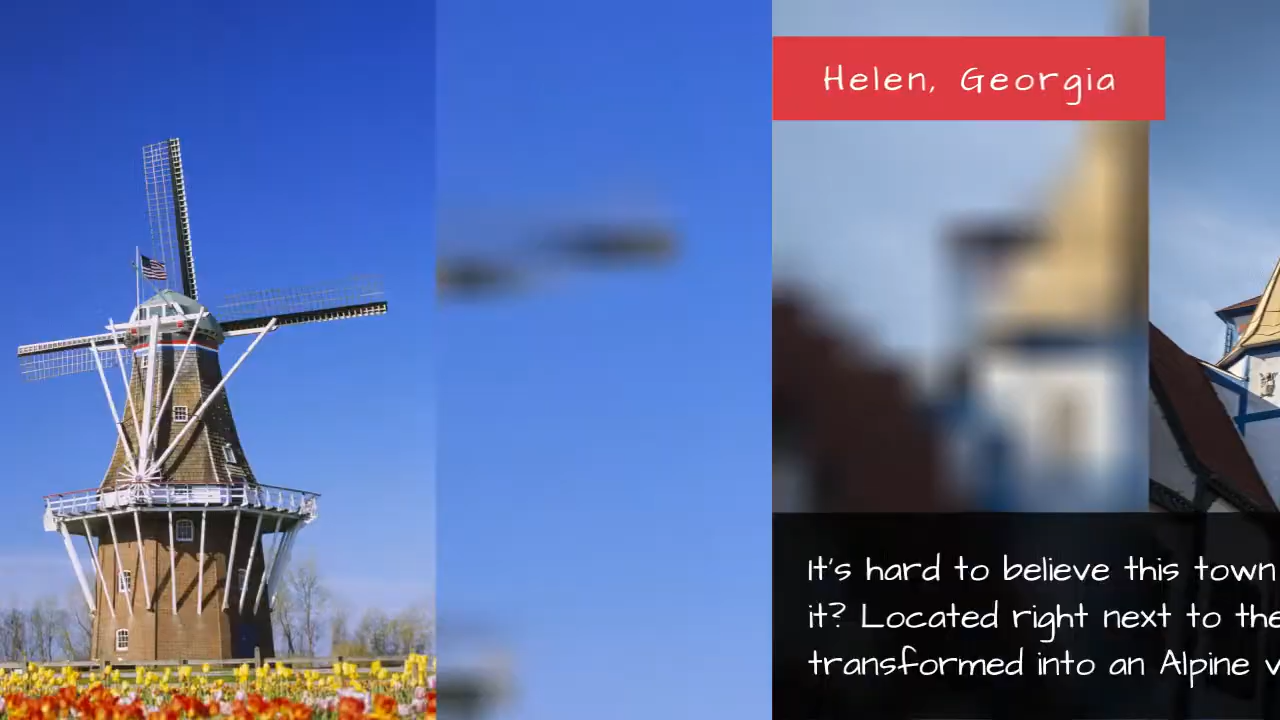 Helen, Georgia
It's hard to believe this town
it? Located right next to the
transformed into an Alpine